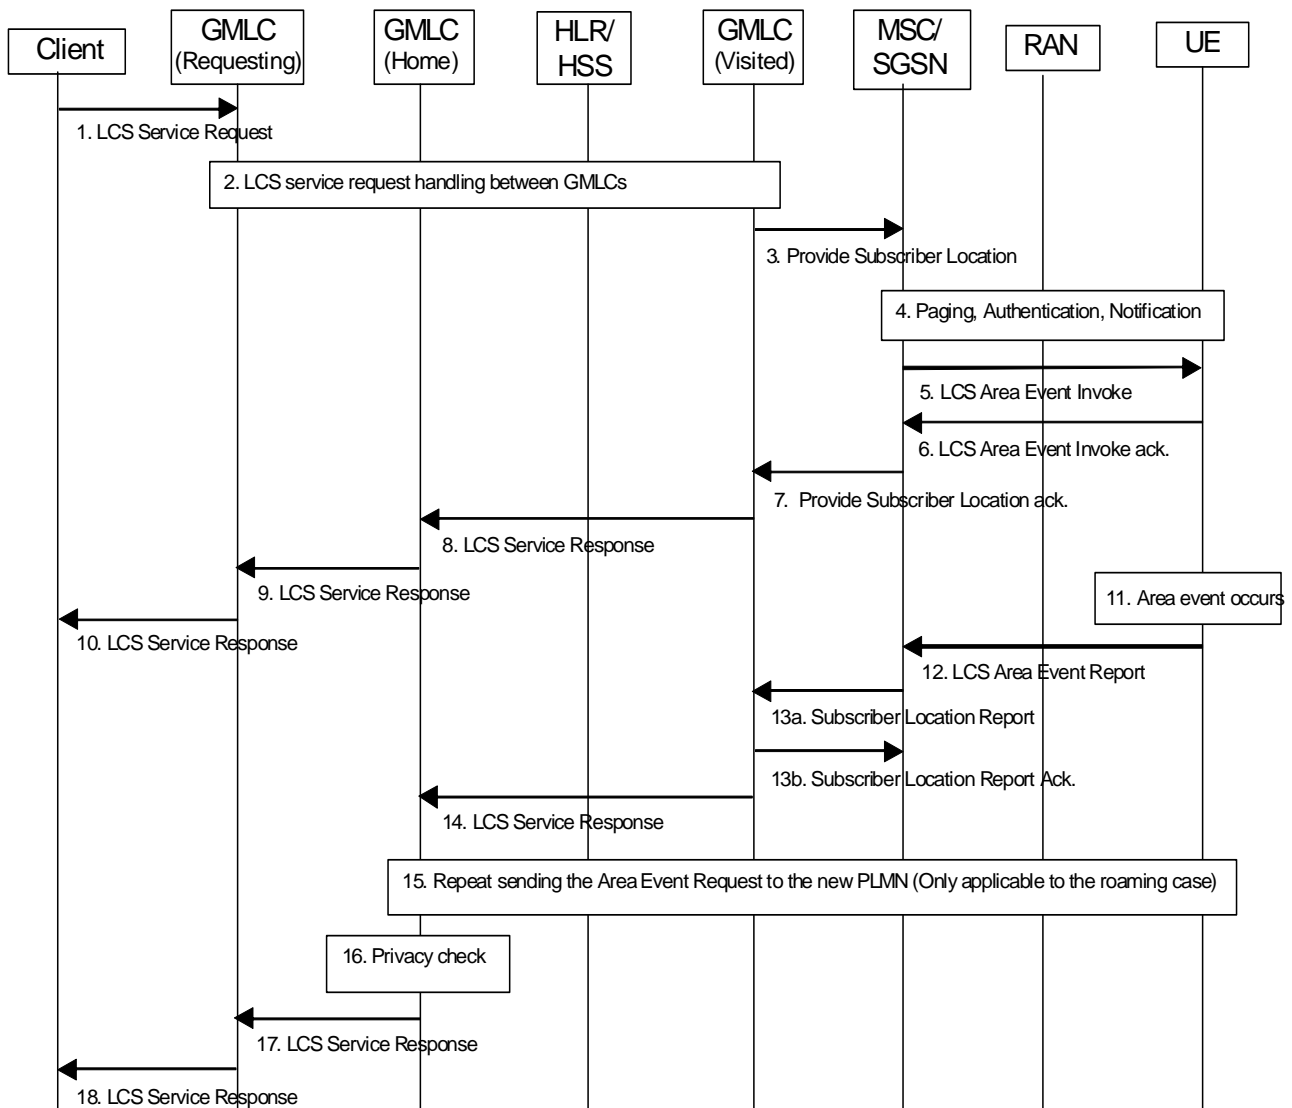 Client
GMLC
(Requesting)
GMLC
(Home)
HLR/
HSS
GMLC
(Visited)
MSC/
SGSN
RAN
UE
1. LCS Service Request
2. LCS service request handling between GMLCs
3. Provide Subscriber Location
4. Paging, Authentication, Notification
5. LCS Area Event Invoke
6. LCS Area Event Invoke ack.
7. Provide Subscriber Location ack.
8. LCS Service Response
9. LCS Service Response
10. LCS Service Response
11. Area event occurs
12. LCS Area Event Report
13a. Subscriber Location Report
13b. Subscriber Location Report Ack.
14. LCS Service Response
15. Repeat sending the Area Event Request to the new PLMN (Only applicable to the roaming case)
16. Privacy check
17. LCS Service Response
18. LCS Service Response